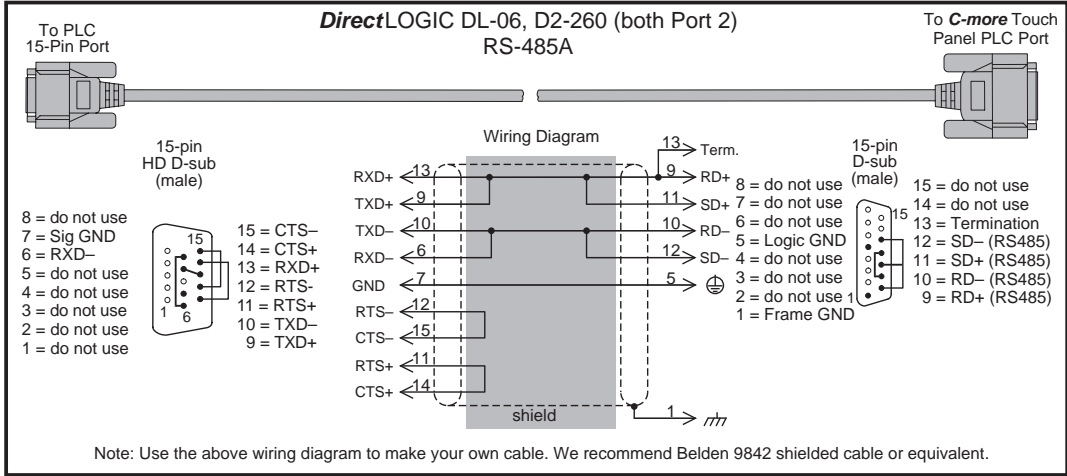 DirectLOGIC DL-06, D2-260 (both Port 2)
RS-485A
To PLC
15-Pin Port
To C-more Touch
Panel PLC Port
15-pin
HD D-sub
(male)
8 = do not use
7 = Sig GND
6 = RXD–
5 = do not use
4 = do not use
3 = do not use
2 = do not use
1 = do not use
15
1
6
15 = CTS–
14 = CTS+
13 = RXD+
12 = RTS-
11 = RTS+
10 = TXD–
9 = TXD+
Wiring Diagram
13 Term.
RXD+ 13 9 RD+
TXD+ 9 11 SD+
TXD– 10 10 RD–
RXD– 6 12 SD–
GND 7 5
RTS– 12
CTS– 15
RTS+ 11
CTS+ 14
shield
1
15-pin
D-sub
(male)
8 = do not use
7 = do not use
6 = do not use
5 = Logic GND
4 = do not use
3 = do not use
2 = do not use
1 = Frame GND
15
1
15 = do not use
14 = do not use
13 = Termination
12 = SD– (RS485)
11 = SD+ (RS485)
10 = RD– (RS485)
9 = RD+ (RS485)
Note: Use the above wiring diagram to make your own cable. We recommend Belden 9842 shielded cable or equivalent.